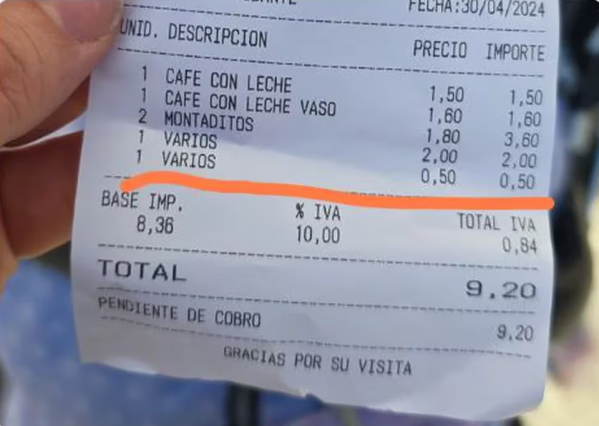 FECHA:30/04/2024
UNID. DESCRIPCION PRECIO IMPORTE
1 CAFE CON LECHE 1,50 1,50
1 CAFE CON LECHE VASO 1,60 1,60
2 MONTADITOS 1,80 3,60
1 VARIOS 2,00 2,00
1 VARIOS 0,50 0,50
BASE IMP. % IVA TOTAL IVA
8,36 10,00 0,84
TOTAL 9,20
PENDIENTE DE COBRO 9,20
GRACIAS POR SU VISITA